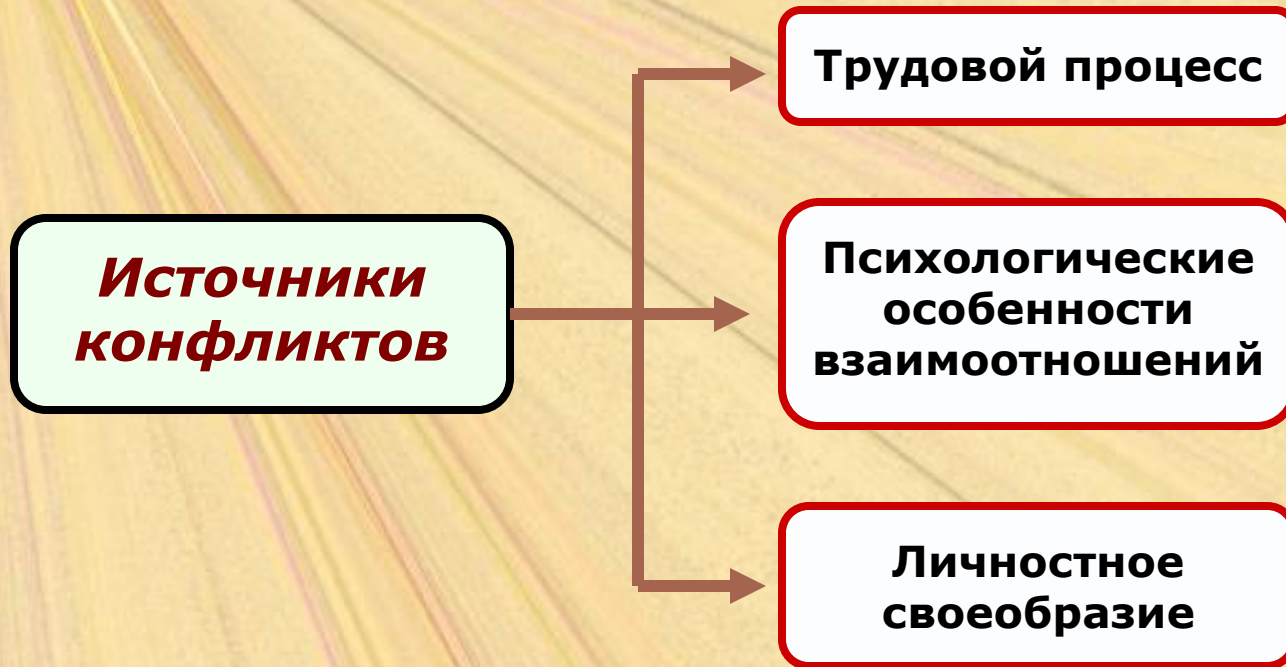 Трудовой процесс
Источники
конфликтов
Психологические
особенности
взаимоотношений
Личностное
своеобразие